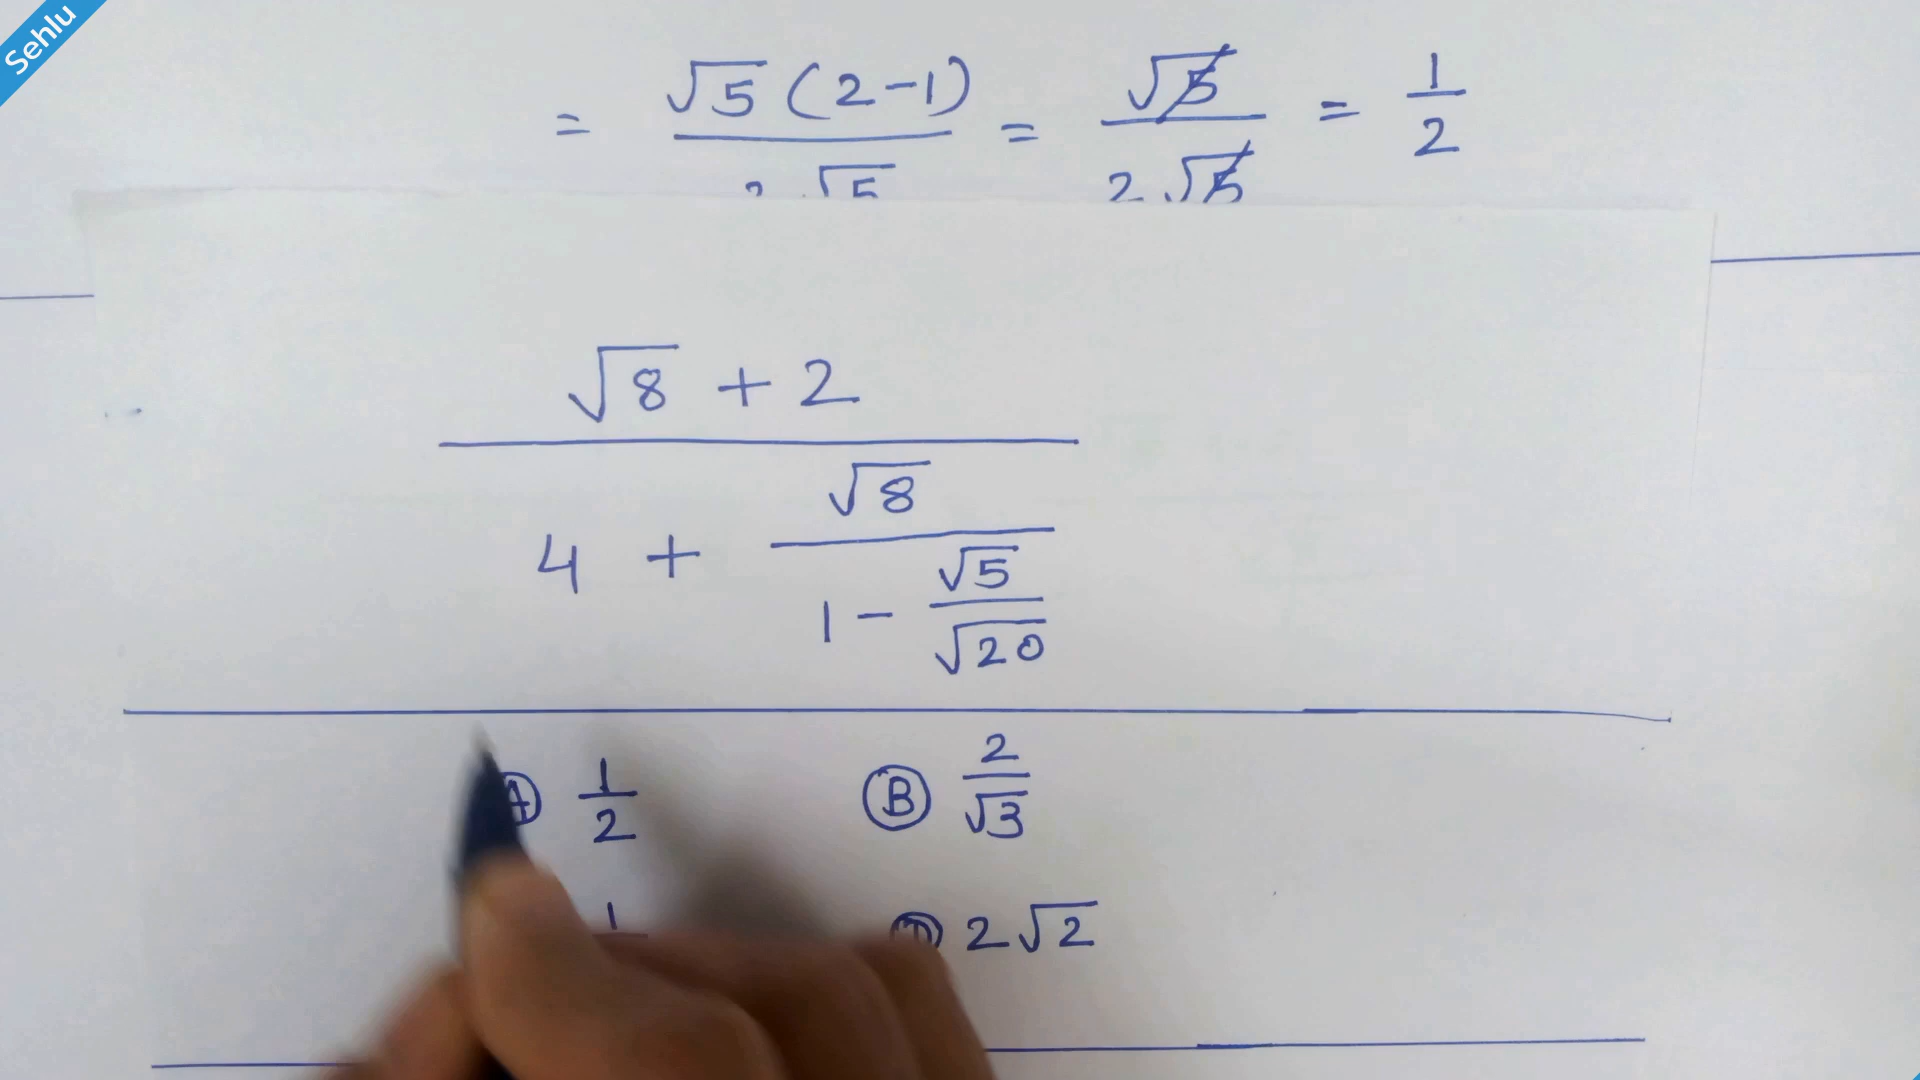 Sehlu
= √5 (2-1) / 2 √5 = √5 / 2 √5 = 1/2
√8 + 2
√8
4 + 
√5
1 -
√20
Ⓐ 1/2 Ⓑ 2/√3
1 Ⓓ 2√2